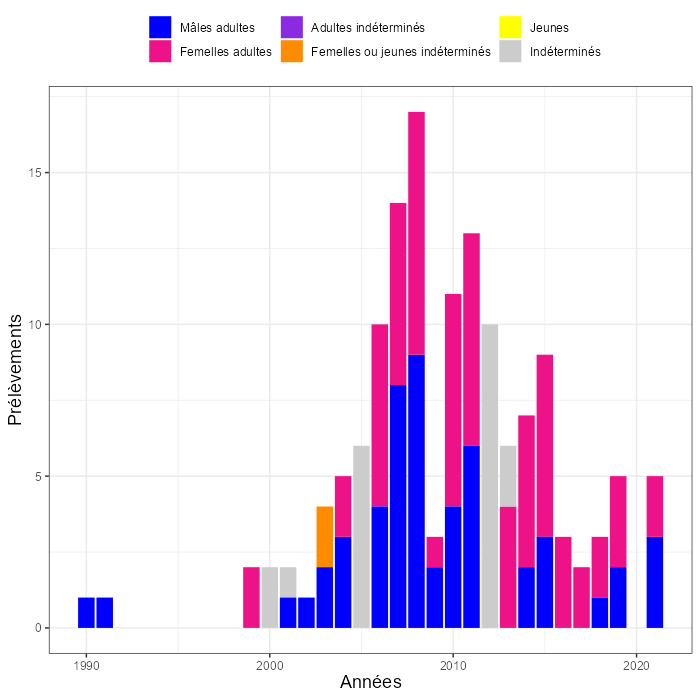 Mâles adultes Adultes indéterminés Jeunes
Femelles adultes Femelles ou jeunes indéterminés Indéterminés
15
10
5
0
Prélèvements
1990 2000 2010 2020
Années